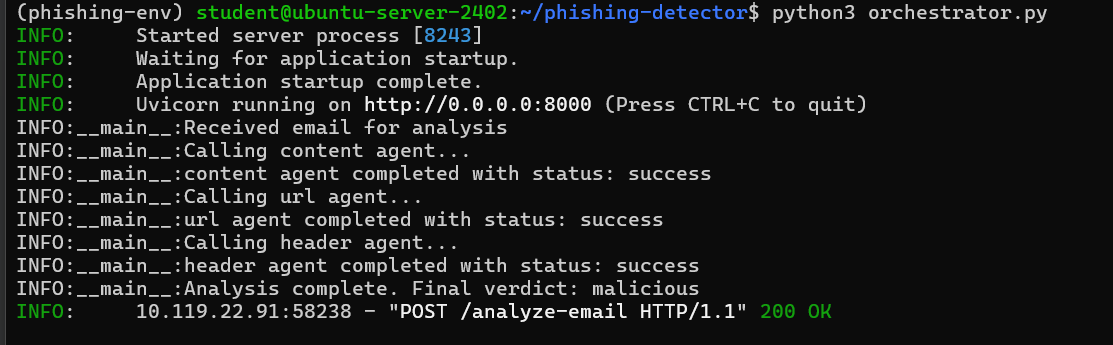 (phishing-env) student@ubuntu-server-2402:~/phishing-detector$ python3 orchestrator.py
INFO:     Started server process [8243]
INFO:     Waiting for application startup.
INFO:     Application startup complete.
INFO:     Uvicorn running on http://0.0.0.0:8000 (Press CTRL+C to quit)
INFO:__main__:Received email for analysis
INFO:__main__:Calling content agent...
INFO:__main__:content agent completed with status: success
INFO:__main__:Calling url agent...
INFO:__main__:url agent completed with status: success
INFO:__main__:Calling header agent...
INFO:__main__:header agent completed with status: success
INFO:__main__:Analysis complete. Final verdict: malicious
INFO:     10.119.22.91:58238 - "POST /analyze-email HTTP/1.1" 200 OK